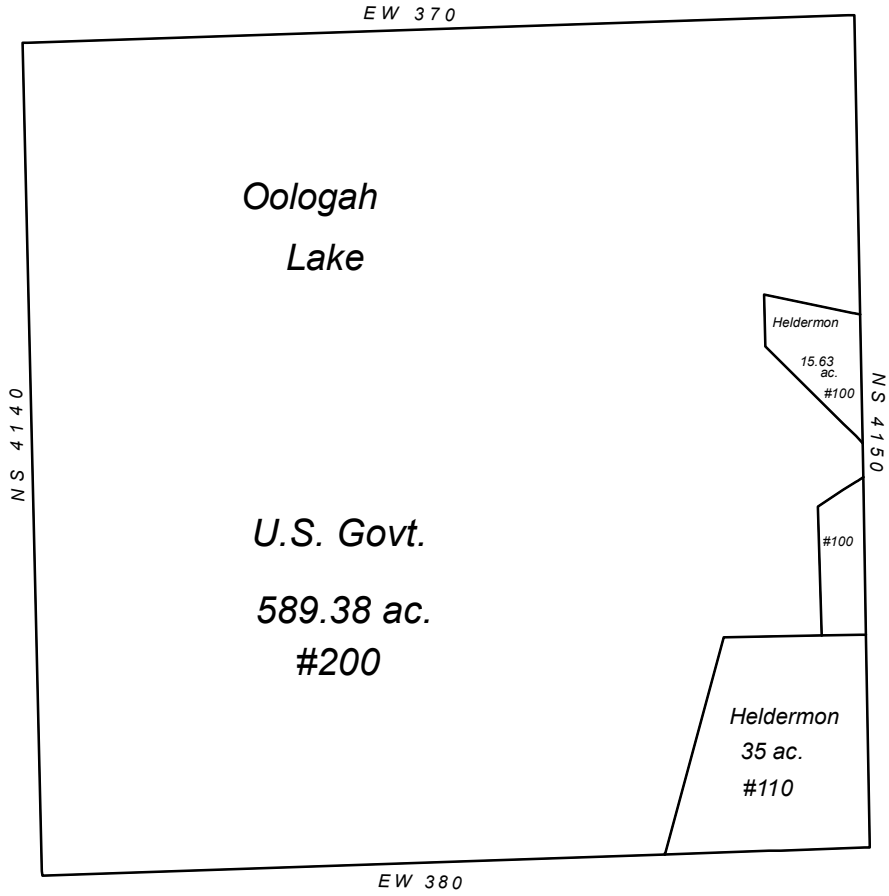 EW 370
Oologah
Lake
Heldermon
15.63
ac.
#100
NS 4140
NS 4150
U.S. Govt.
#100
589.38 ac.
#200
Heldermon
35 ac.
#110
EW 380